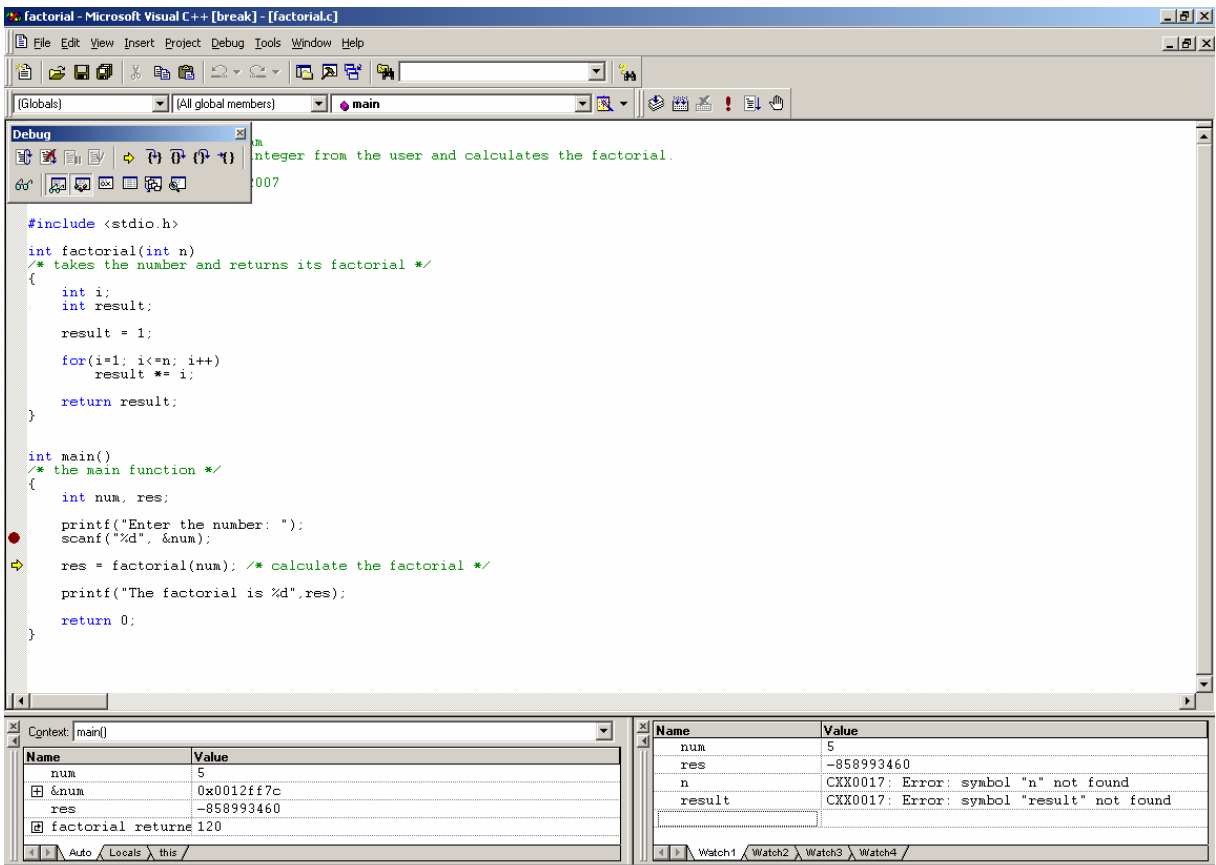 factorial - Microsoft Visual C++ [break] - [factorial.c]
File Edit View Insert Project Debug Tools Window Help
(Globals) (All global members) main
Debug
nteger from the user and calculates the factorial.
2007
#include <stdio.h>
int factorial(int n)
/* takes the number and returns its factorial */
{
int i;
int result;
result = 1;
for(i=1; i<=n; i++)
result *= i;
return result;
}
int main()
/* the main function */
{
int num, res;
printf("Enter the number: ");
scanf("%d", &num);
res = factorial(num); /* calculate the factorial */
printf("The factorial is %d",res);
return 0;
}
Context: main()
Name Value
num 5
&num 0x0012ff7c
res -858993460
factorial returne 120
Auto Locals this
Name Value
num 5
res -858993460
n CXX0017: Error: symbol "n" not found
result CXX0017: Error: symbol "result" not found
Watch1 Watch2 Watch3 Watch4